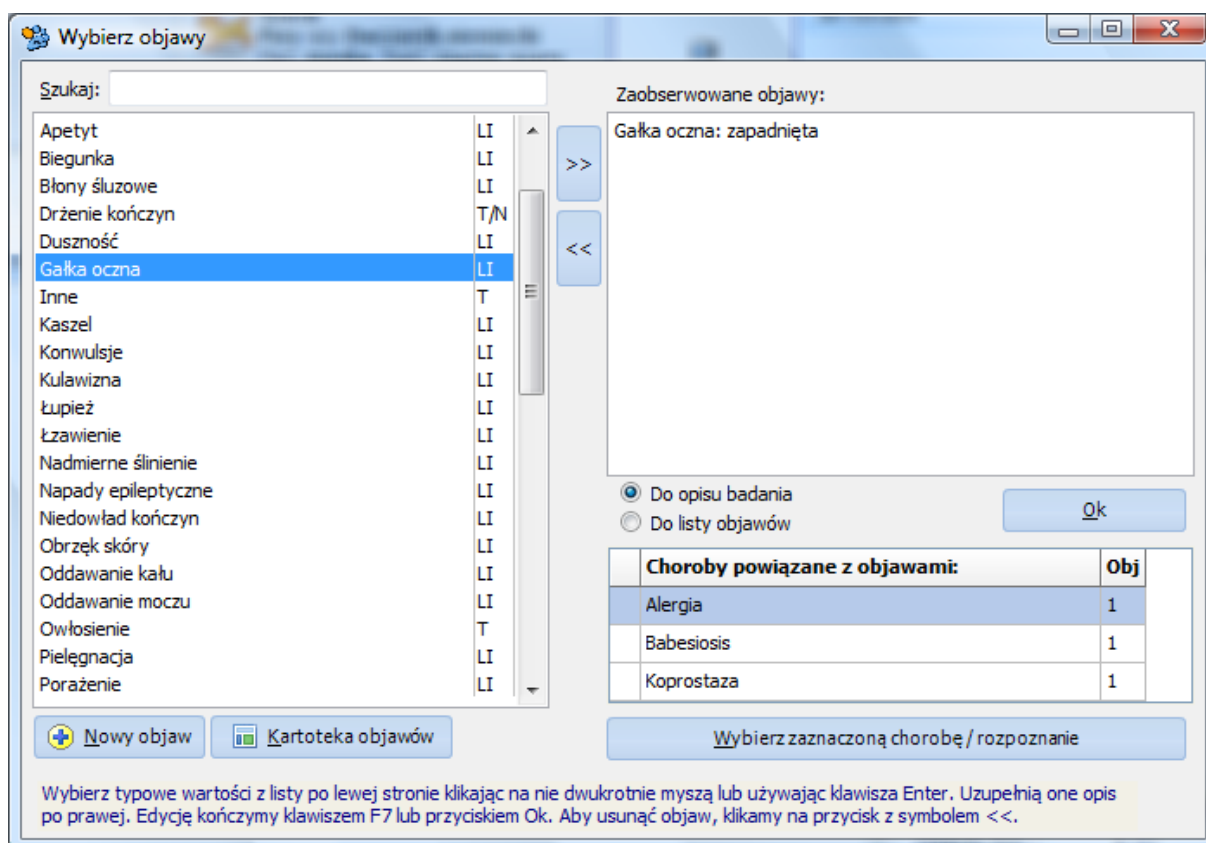 Wybierz objawy
Szukaj:
Apetyt LI
Biegunka LI
Błony śluzowe LI
Drżenie kończyn T/N
Duszność LI
Gałka oczna LI
Inne T
Kaszel LI
Konwulsje LI
Kulawizna LI
Łupież LI
Łzawienie LI
Nadmierne ślinienie LI
Napady epileptyczne LI
Niedowład kończyn LI
Obrzęk skóry LI
Oddawanie kału LI
Oddawanie moczu LI
Owłosienie T
Pielęgnacja LI
Porażenie LI
Nowy objaw
Kartoteka objawów
>>
<<
Zaobserwowane objawy:
Gałka oczna: zapadnięta
Do opisu badania
Do listy objawów
Ok
Choroby powiązane z objawami: Obj
Alergia 1
Babesiosis 1
Koprostaza 1
Wybierz zaznaczoną chorobę / rozpoznanie
Wybierz typowe wartości z listy po lewej stronie klikając na nie dwukrotnie myszą lub używając klawisza Enter. Uzupełnią one opis
po prawej. Edycję kończymy klawiszem F7 lub przyciskiem Ok. Aby usunąć objaw, klikamy na przycisk z symbolem <<.